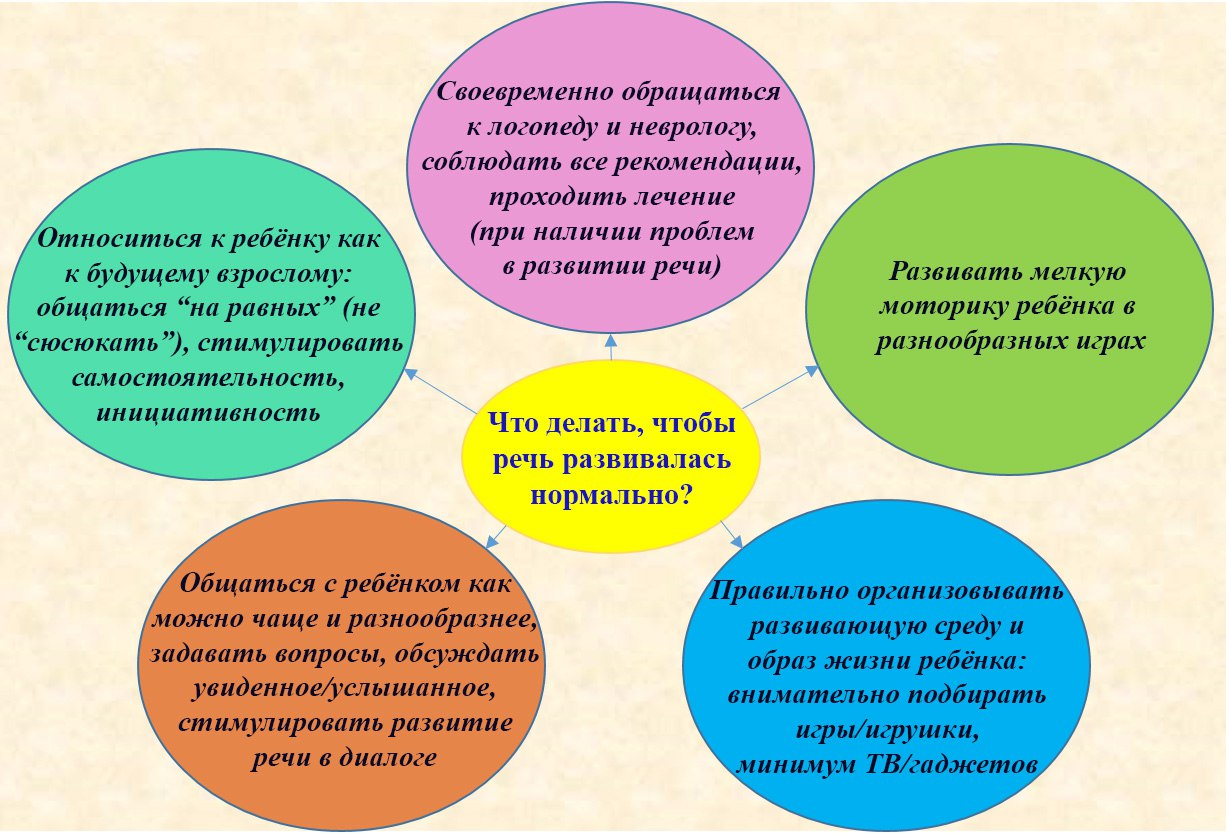 Своевременно обращаться
к логопеду и неврологу,
соблюдать все рекомендации,
проходить лечение
(при наличии проблем
в развитии речи)
Относиться к ребёнку как
к будущему взрослому:
общаться “на равных” (не
“сюсюкать”), стимулировать
самостоятельность,
инициативность
Развивать мелкую
моторику ребёнка в
разнообразных играх
Что делать, чтобы
речь развивалась
нормально?
Общаться с ребёнком как
можно чаще и разнообразнее,
задавать вопросы, обсуждать
увиденное/услышанное,
стимулировать развитие
речи в диалоге
Правильно организовывать
развивающую среду и
образ жизни ребёнка:
внимательно подбирать
игры/игрушки,
минимум ТВ/гаджетов